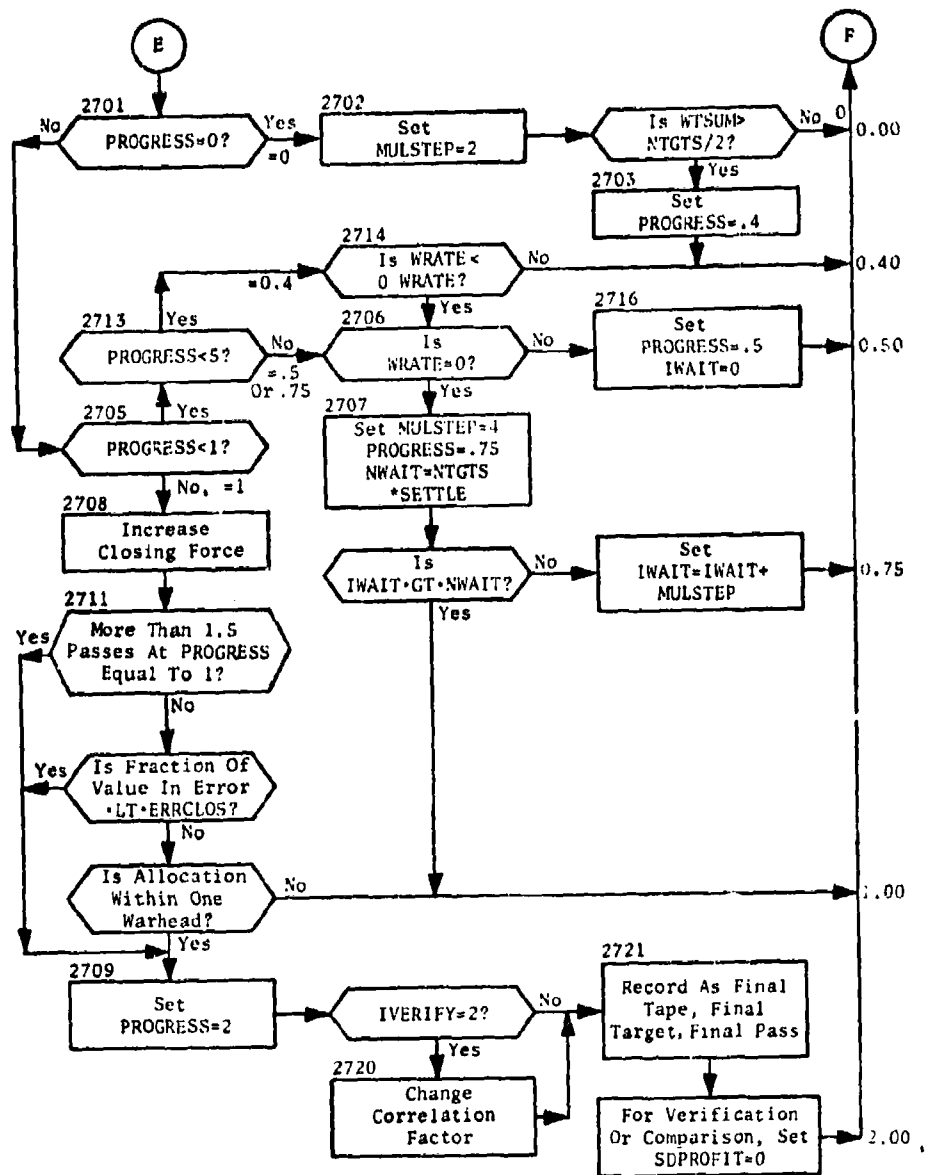 E
F
2701
PROGRESS=0?
No
Yes
=0
2702
Set
MULSTEP=2
Is WTSUM>
NTGTS/2?
No
0
0.00
Yes
2703
Set
PROGRESS=.4
2714
Is WRATE<
0 WRATE?
=0.4
No
0.40
Yes
2713
Yes
PROGRESS<5?
No
=.5
Or .75
2706
Is
WRATE=0?
No
2716
Set
PROGRESS=.5
IWAIT=0
0.50
Yes
2705
Yes
PROGRESS<1?
No, =1
2707
Set MULSTEP=4
PROGRESS=.75
NWAIT=NTGTS
*SETTLE
2708
Increase
Closing Force
Is
IWAIT·GT·NWAIT?
No
Set
IWAIT=IWAIT+
MULSTEP
0.75
Yes
2711
More Than 1.5
Passes At PROGRESS
Equal To 1?
Yes
No
Is Fraction Of
Value In Error
·LT·ERRCLOS?
Yes
No
Is Allocation
Within One
Warhead?
No
1.00
Yes
2709
Set
PROGRESS=2
IVERIFY=2?
No
2721
Record As Final
Tape, Final
Target, Final Pass
Yes
2720
Change
Correlation
Factor
For Verification
Or Comparison, Set
SDPROFIT=0
2.00